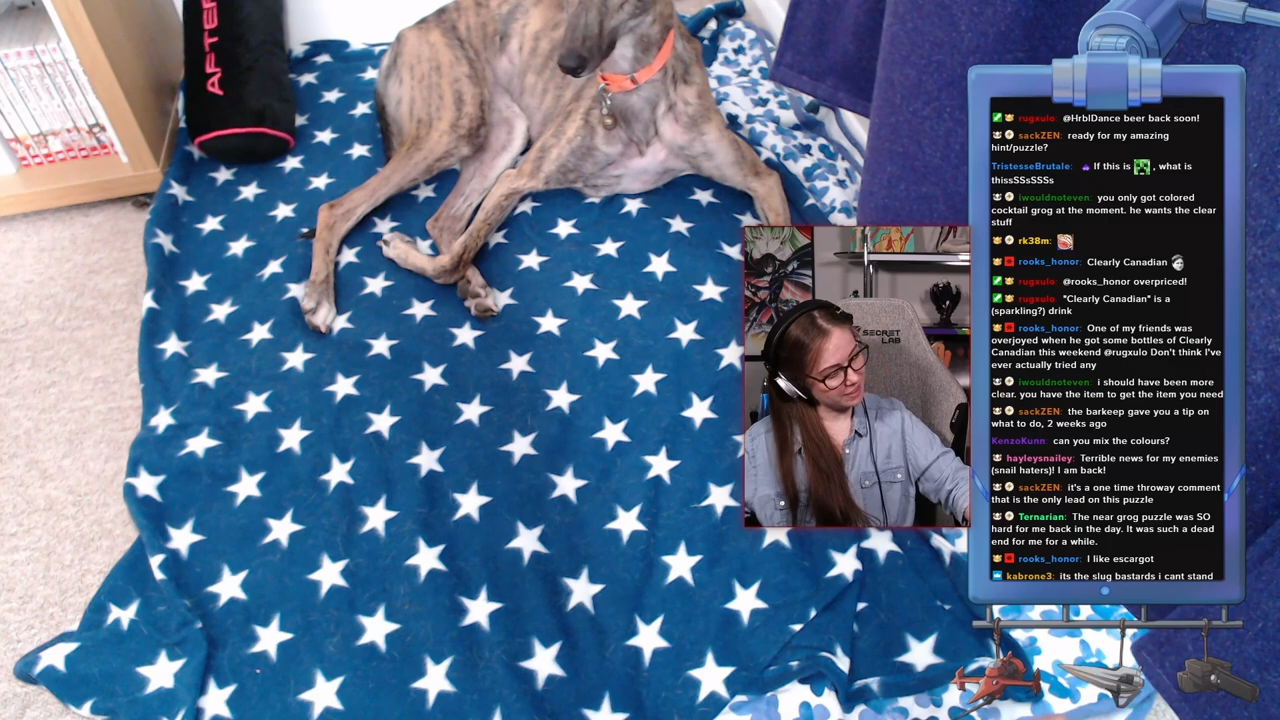 AFTER
SECRET
LAB
rugxulo: @HrblDance beer back soon!
sackZEN: ready for my amazing
hint/puzzle?
TristesseBrutale: If this is , what is
thissSSsSSSs
iwouldnoteven: you only got colored
cocktail grog at the moment. he wants the clear
stuff
rk38m:
rooks_honor: Clearly Canadian
rugxulo: @rooks_honor overpriced!
rugxulo: "Clearly Canadian" is a
(sparkling?) drink
rooks_honor: One of my friends was
overjoyed when he got some bottles of Clearly
Canadian this weekend @rugxulo Don't think I've
ever actually tried any
iwouldnoteven: i should have been more
clear. you have the item to get the item you need
sackZEN: the barkeep gave you a tip on
what to do, 2 weeks ago
KenzoKunn: can you mix the colours?
hayleysnailey: Terrible news for my enemies
(snail haters)! I am back!
sackZEN: it's a one time throway comment
that is the only lead on this puzzle
Ternarian: The near grog puzzle was SO
hard for me back in the day. It was such a dead
end for me for a while.
rooks_honor: I like escargot
kabrone3: its the slug bastards i cant stand